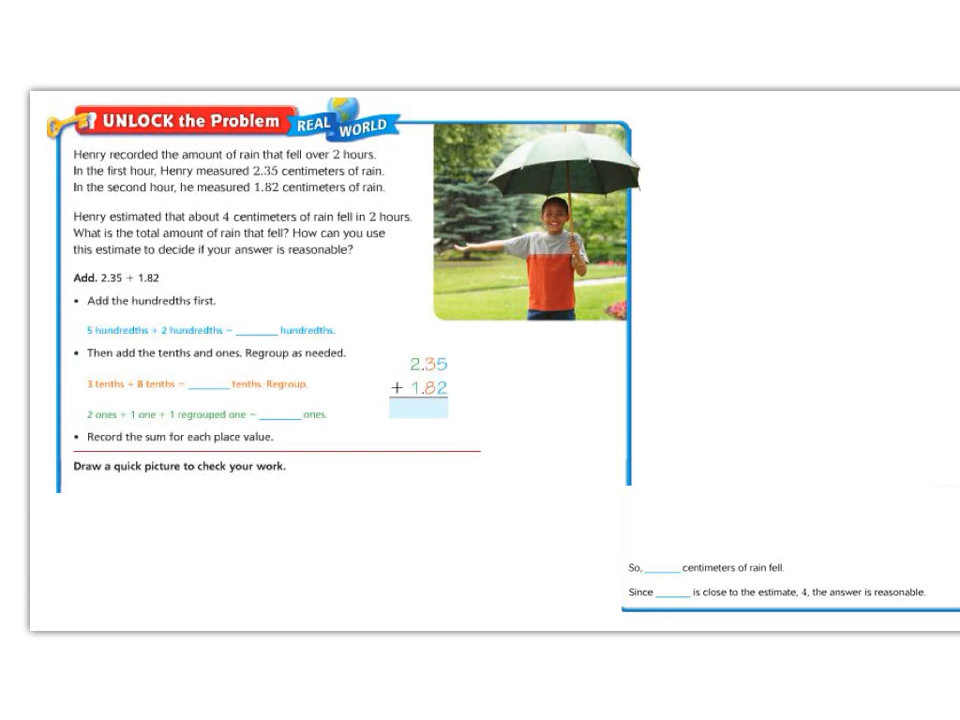 UNLOCK the Problem REAL WORLD
Henry recorded the amount of rain that fell over 2 hours.
In the first hour, Henry measured 2.35 centimeters of rain.
In the second hour, he measured 1.82 centimeters of rain.
Henry estimated that about 4 centimeters of rain fell in 2 hours.
What is the total amount of rain that fell? How can you use
this estimate to decide if your answer is reasonable?
Add. 2.35 + 1.82
• Add the hundredths first.
5 hundredths + 2 hundredths = ______ hundredths.
• Then add the tenths and ones. Regroup as needed.
3 tenths + 8 tenths = ______ tenths. Regroup.
2 ones + 1 one + 1 regrouped one = ______ ones.
• Record the sum for each place value.
2.35
+ 1.82
Draw a quick picture to check your work.
So, ______ centimeters of rain fell.
Since ______ is close to the estimate, 4, the answer is reasonable.